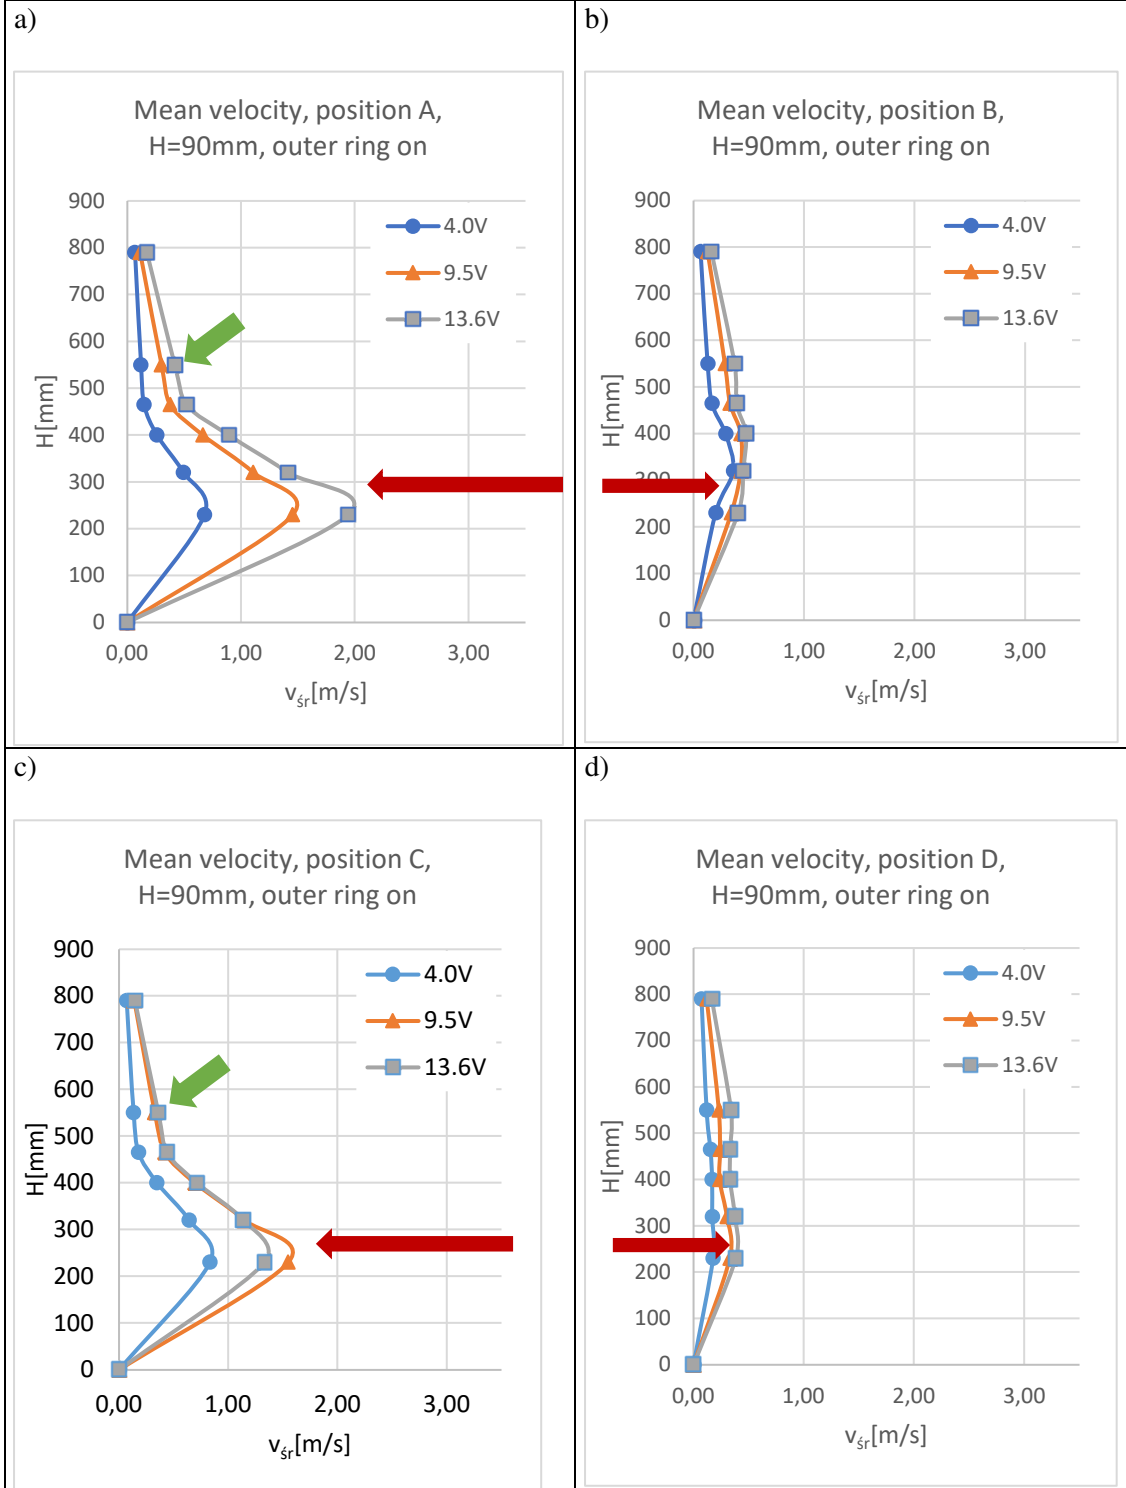 a)
Mean velocity, position A,
H=90mm, outer ring on
900
800
700
600
500
400
300
200
100
0
H[mm]
4.0V
9.5V
13.6V
0,00 1,00 2,00 3,00
vśr[m/s]
b)
Mean velocity, position B,
H=90mm, outer ring on
900
800
700
600
500
400
300
200
100
0
H[mm]
4.0V
9.5V
13.6V
0,00 1,00 2,00 3,00
vśr[m/s]
c)
Mean velocity, position C,
H=90mm, outer ring on
900
800
700
600
500
400
300
200
100
0
H[mm]
4.0V
9.5V
13.6V
0,00 1,00 2,00 3,00
vśr[m/s]
d)
Mean velocity, position D,
H=90mm, outer ring on
900
800
700
600
500
400
300
200
100
0
H[mm]
4.0V
9.5V
13.6V
0,00 1,00 2,00 3,00
vśr[m/s]